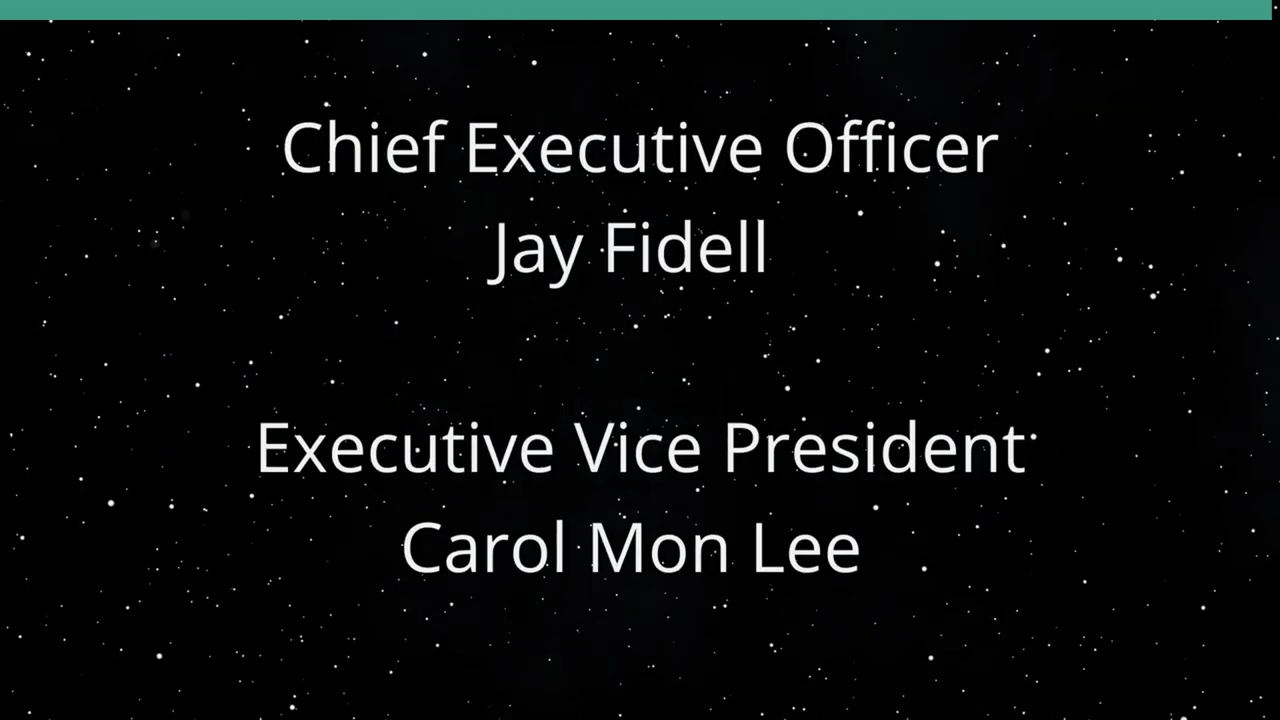 Chief Executive Officer
Jay Fidell
Executive Vice President
Carol Mon Lee